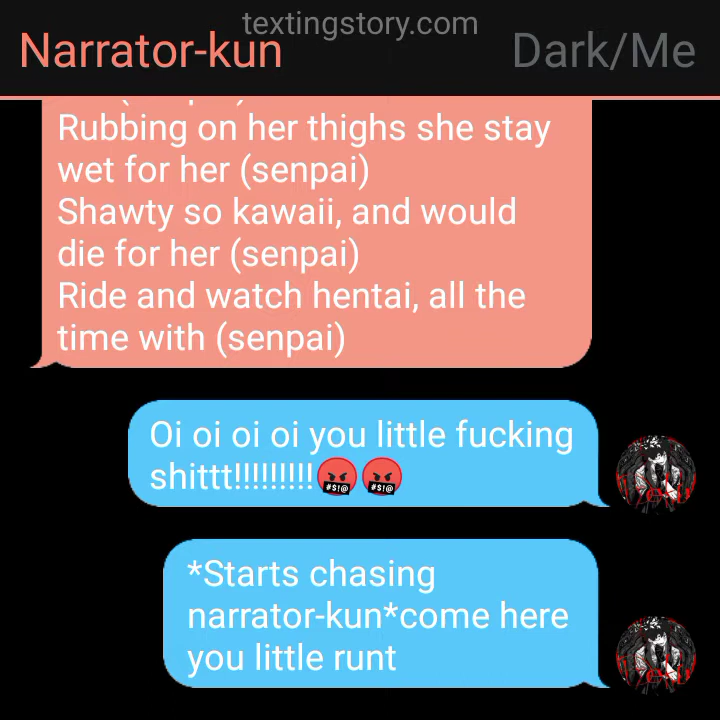 textingstory.com
Narrator-kun
Dark/Me
Rubbing on her thighs she stay
wet for her (senpai)
Shawty so kawaii, and would
die for her (senpai)
Ride and watch hentai, all the
time with (senpai)
Oi oi oi oi you little fucking
shittt!!!!!!!!!🤬🤬
*Starts chasing
narrator-kun*come here
you little runt